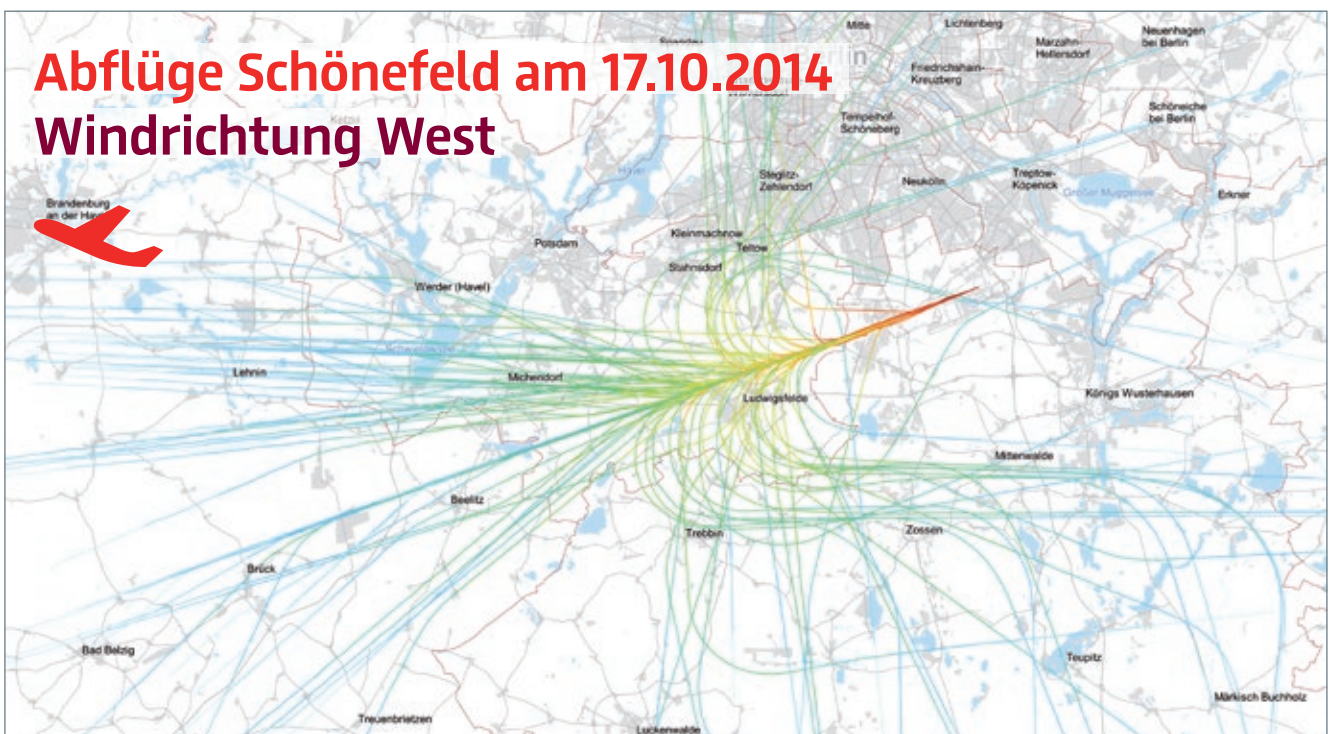 Abflüge Schönefeld am 17.10.2014
Windrichtung West
Mitte
Lichtenberg
Neuenhagen
bei Berlin
Marzahn-
Hellersdorf
Friedrichshain-
Kreuzberg
Schöneiche
bei Berlin
Tempelhof-
Schöneberg
Ketzin
Havel
Steglitz-
Zehlendorf
Neukölln
Treptow-
Köpenick
Großer Müggelsee
Erkner
Brandenburg
an der Havel
Potsdam
Kleinmachnow
Teltow
Stahnsdorf
Werder (Havel)
Lehnin
Michendorf
Ludwigsfelde
Königs Wusterhausen
Mittenwalde
Beelitz
Trebbin
Zossen
Brück
Bad Belzig
Teupitz
Märkisch Buchholz
Treuenbrietzen
Luckenwalde